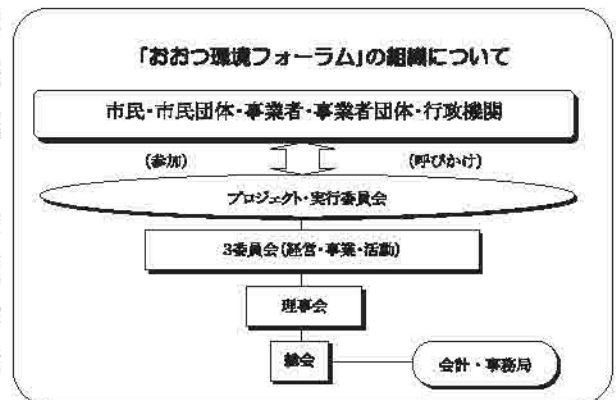 「おおつ環境フォーラム」の組織について
市民・市民団体・事業者・事業者団体・行政機関
(参加)
(呼びかけ)
プロジェクト・実行委員会
3委員会(経営・事業・活動)
理事会
総会
会計・事務局